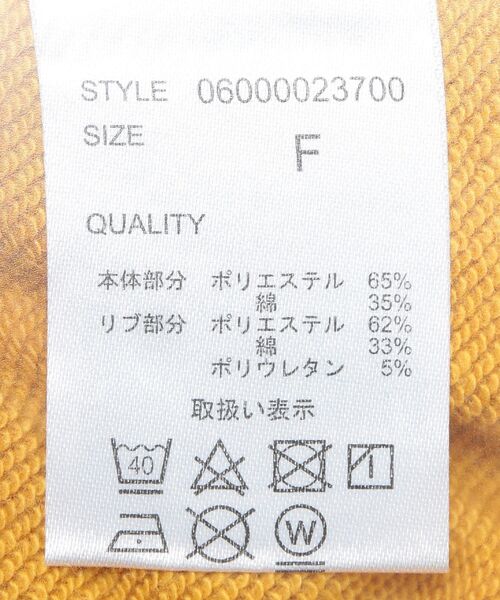 STYLE 06000023700
SIZE F
QUALITY
本体部分 ポリエステル 65%
綿 35%
リブ部分 ポリエステル 62%
綿 33%
ポリウレタン 5%
取扱い表示
40
W